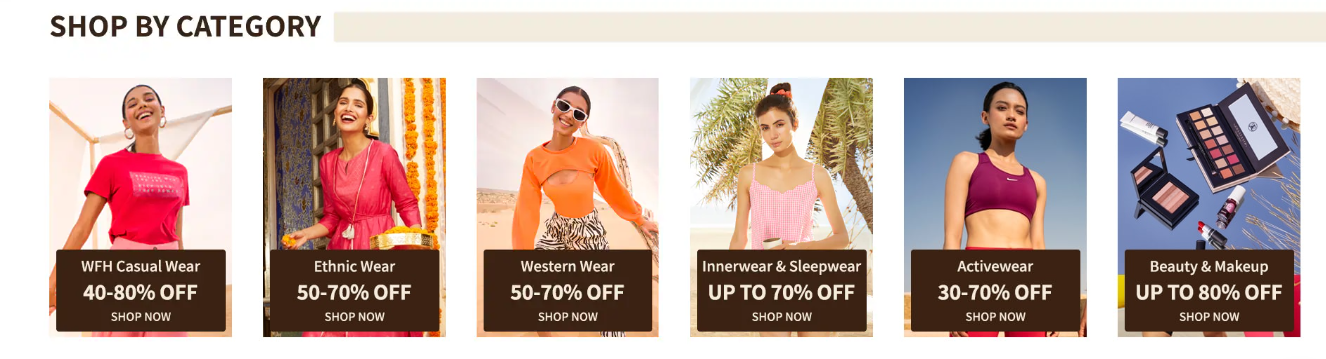 SHOP BY CATEGORY
WFH Casual Wear
40-80% OFF
SHOP NOW
Ethnic Wear
50-70% OFF
SHOP NOW
Western Wear
50-70% OFF
SHOP NOW
Innerwear & Sleepwear
UP TO 70% OFF
SHOP NOW
Activewear
30-70% OFF
SHOP NOW
Beauty & Makeup
UP TO 80% OFF
SHOP NOW